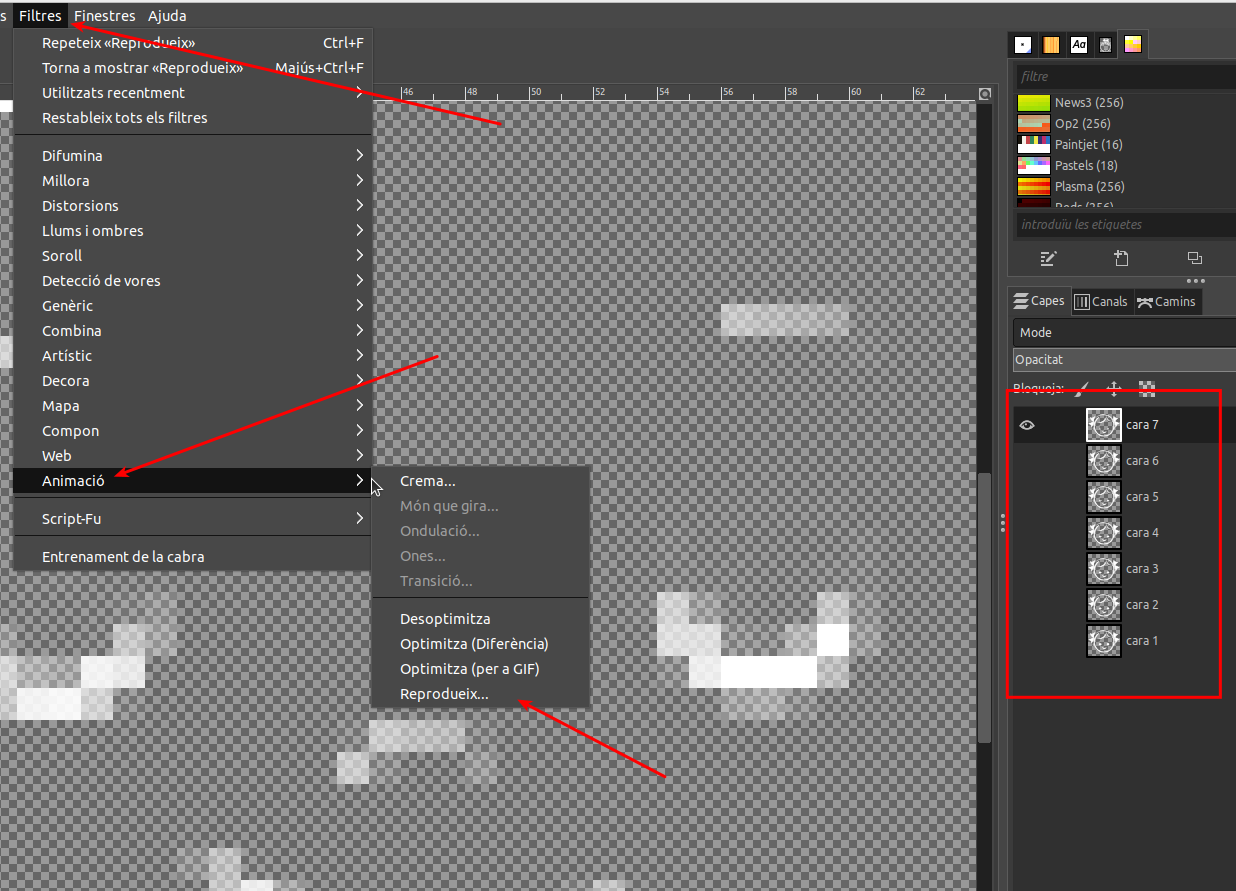 s Filtres Finestres Ajuda
Repeteix «Reprodueix» Ctrl+F
Torna a mostrar «Reprodueix» Majús+Ctrl+F
Utilitzats recentment
Restableix tots els filtres
Difumina
Millora
Distorsions
Llums i ombres
Soroll
Detecció de vores
Genèric
Combina
Artístic
Decora
Mapa
Compon
Web
Animació
Script-Fu
Entrenament de la cabra
Crema...
Món que gira...
Ondulació...
Ones...
Transició...
Desoptimitza
Optimitza (Diferència)
Optimitza (per a GIF)
Reprodueix...
46 48 50 52 54 56 58 60 62
Aa
filtre
News3 (256)
Op2 (256)
Paintjet (16)
Pastels (18)
Plasma (256)
Reds (256)
introduïu les etiquetes
Capes Canals Camins
Mode
Opacitat
Bloqueja:
cara 7
cara 6
cara 5
cara 4
cara 3
cara 2
cara 1